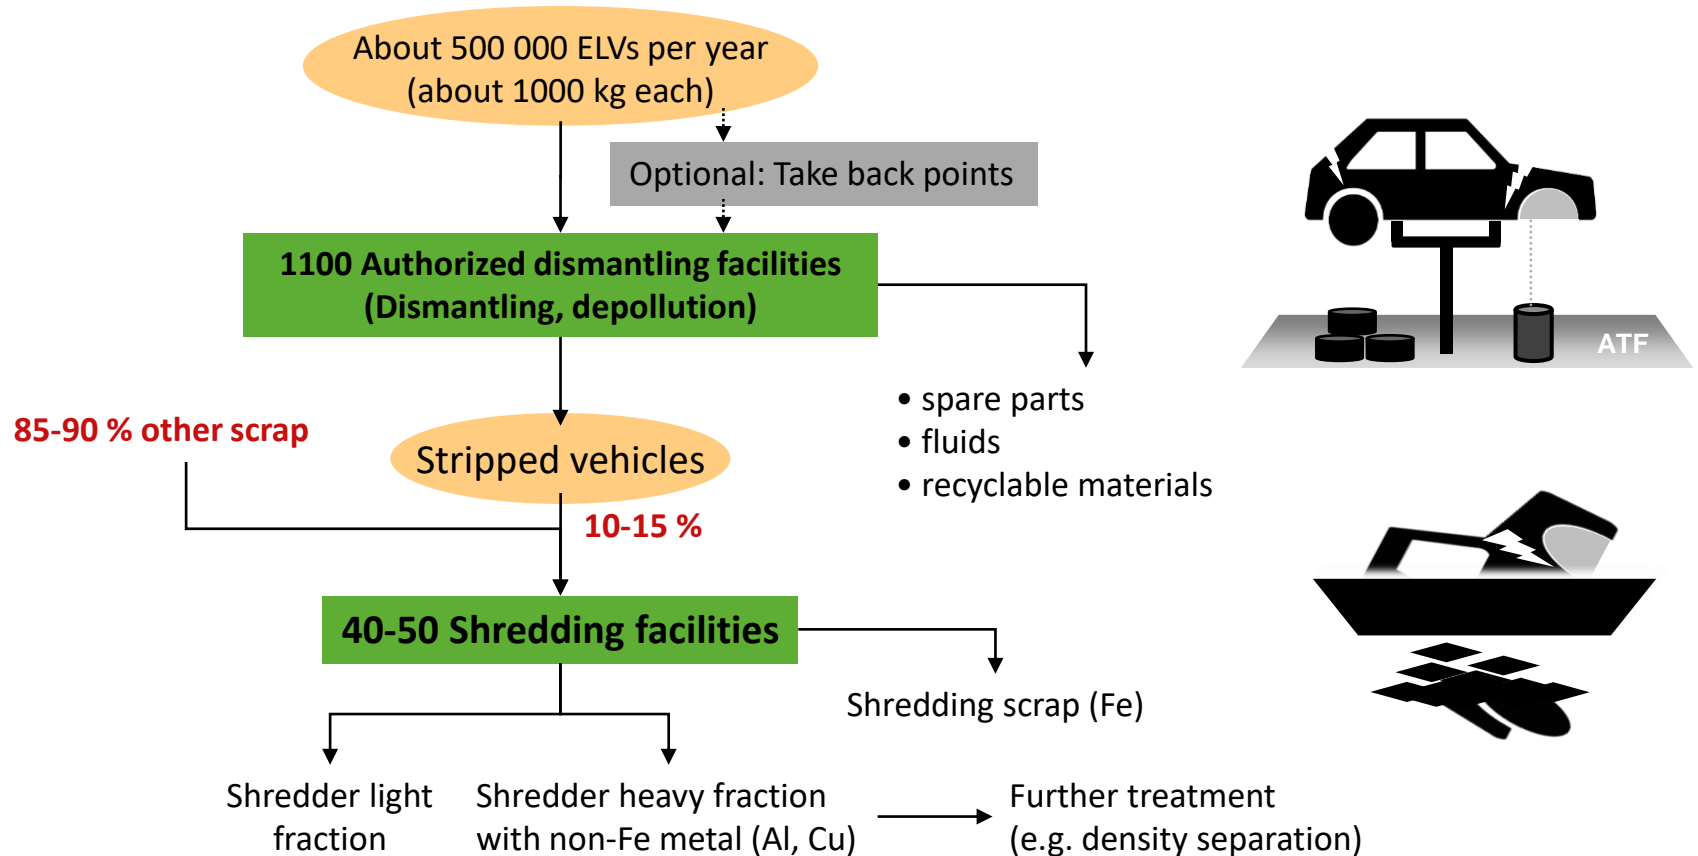 About 500 000 ELVs per year
(about 1000 kg each)
Optional: Take back points
1100 Authorized dismantling facilities
(Dismantling, depollution)
ATF
• spare parts
• fluids
• recyclable materials
85-90 % other scrap
Stripped vehicles
10-15 %
40-50 Shredding facilities
Shredding scrap (Fe)
Shredder light
fraction
Shredder heavy fraction
with non-Fe metal (Al, Cu)
Further treatment
(e.g. density separation)